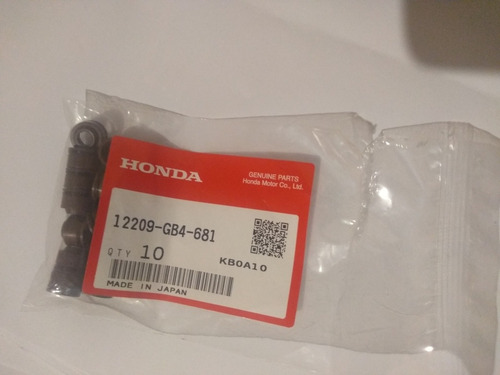 HONDA
GENUINE PARTS
Honda Motor Co., Ltd.
12209-GB4-681
QTY 10
KB0A10
MADE IN JAPAN